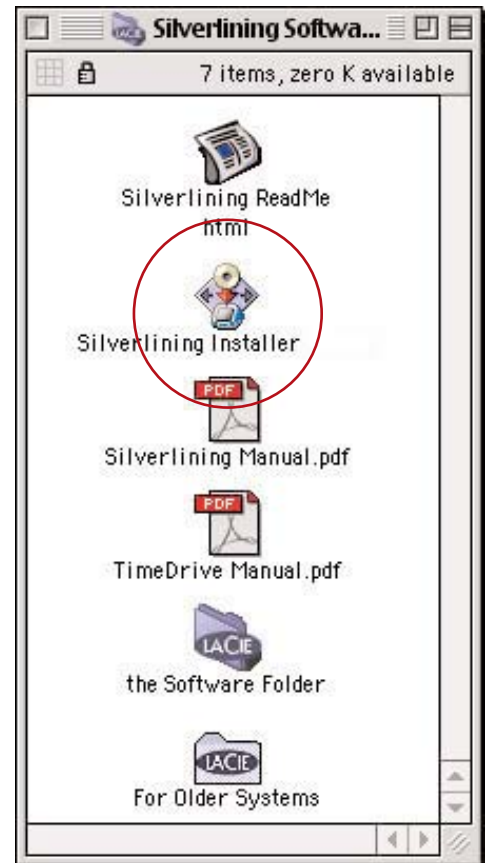 Silverlining Softwa...
7 items, zero K available
Silverlining ReadMe
html
Silverlining Installer
PDF
Silverlining Manual.pdf
PDF
TimeDrive Manual.pdf
LACIE
the Software Folder
LACIE
For Older Systems